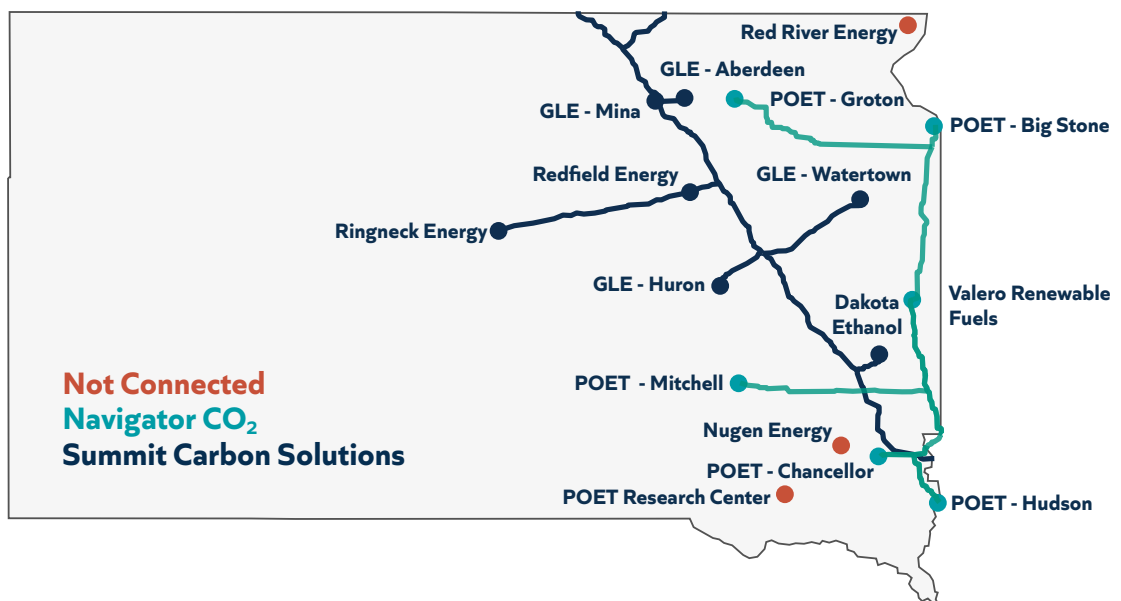 Red River Energy
GLE - Aberdeen
POET - Groton
GLE - Mina
POET - Big Stone
Redfield Energy
GLE - Watertown
Ringneck Energy
GLE - Huron
Dakota
Ethanol
Valero Renewable
Fuels
Not Connected
Navigator CO₂
Summit Carbon Solutions
POET - Mitchell
Nugen Energy
POET - Chancellor
POET Research Center
POET - Hudson